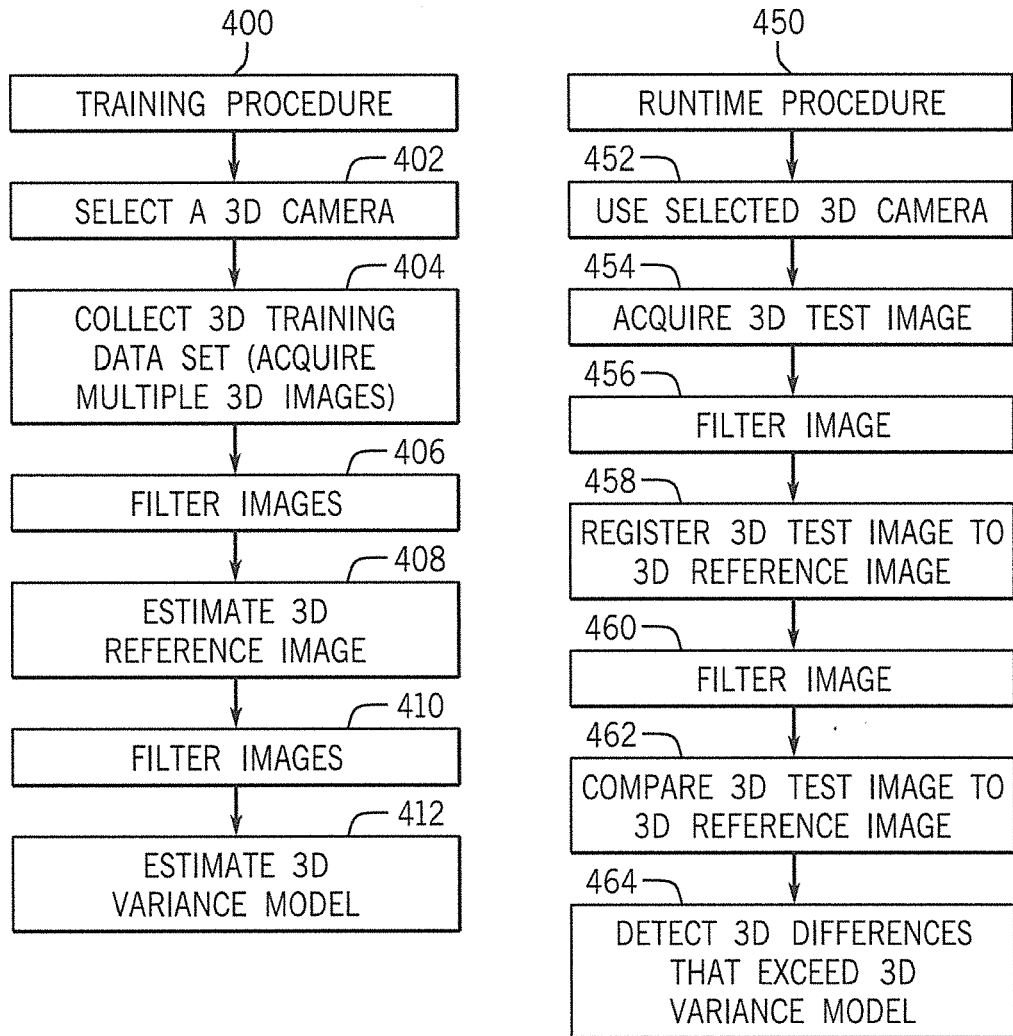 400
TRAINING PROCEDURE
402
SELECT A 3D CAMERA
404
COLLECT 3D TRAINING
DATA SET (ACQUIRE
MULTIPLE 3D IMAGES)
406
FILTER IMAGES
408
ESTIMATE 3D
REFERENCE IMAGE
410
FILTER IMAGES
412
ESTIMATE 3D
VARIANCE MODEL
450
RUNTIME PROCEDURE
452
USE SELECTED 3D CAMERA
454
ACQUIRE 3D TEST IMAGE
456
FILTER IMAGE
458
REGISTER 3D TEST IMAGE TO
3D REFERENCE IMAGE
460
FILTER IMAGE
462
COMPARE 3D TEST IMAGE TO
3D REFERENCE IMAGE
464
DETECT 3D DIFFERENCES
THAT EXCEED 3D
VARIANCE MODEL